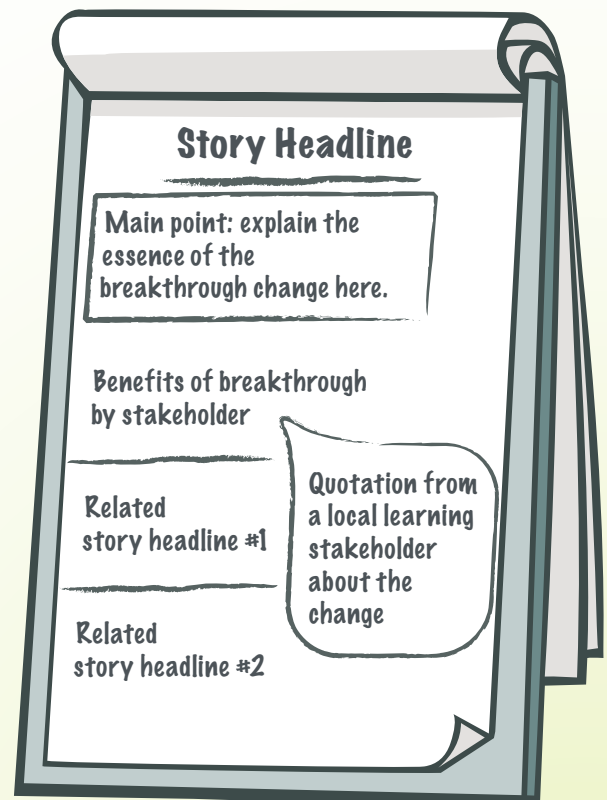 Story Headline
Main point: explain the
essence of the
breakthrough change here.
Benefits of breakthrough
by stakeholder
Related
story headline #1
Related
story headline #2
Quotation from
a local learning
stakeholder
about the
change